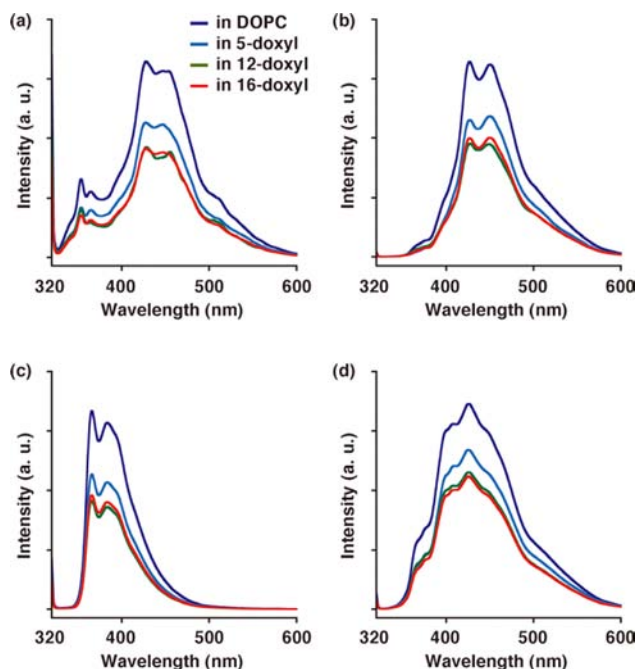 (a)
in DOPC
in 5-doxyl
in 12-doxyl
in 16-doxyl
Intensity (a. u.)
320 400 500 600
Wavelength (nm)
(b)
Intensity (a. u.)
320 400 500 600
Wavelength (nm)
(c)
Intensity (a. u.)
320 400 500 600
Wavelength (nm)
(d)
Intensity (a. u.)
320 400 500 600
Wavelength (nm)